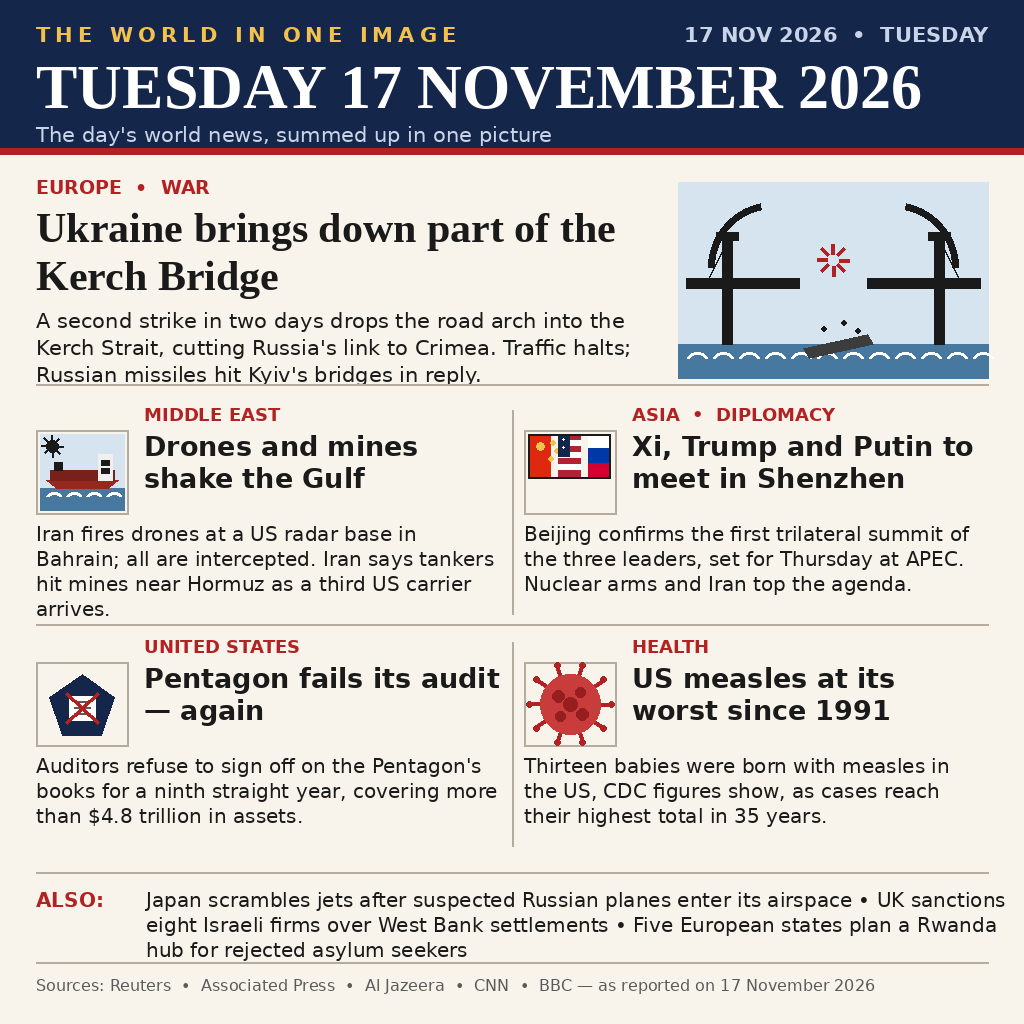 THE WORLD IN ONE IMAGE
17 NOV 2026 • TUESDAY
TUESDAY 17 NOVEMBER 2026
The day's world news, summed up in one picture
EUROPE • WAR
Ukraine brings down part of the
Kerch Bridge
A second strike in two days drops the road arch into the
Kerch Strait, cutting Russia's link to Crimea. Traffic halts;
Russian missiles hit Kyiv's bridges in reply.
MIDDLE EAST
Drones and mines
shake the Gulf
Iran fires drones at a US radar base in
Bahrain; all are intercepted. Iran says tankers
hit mines near Hormuz as a third US carrier
arrives.
ASIA • DIPLOMACY
Xi, Trump and Putin to
meet in Shenzhen
Beijing confirms the first trilateral summit of
the three leaders, set for Thursday at APEC.
Nuclear arms and Iran top the agenda.
UNITED STATES
Pentagon fails its audit
— again
Auditors refuse to sign off on the Pentagon's
books for a ninth straight year, covering more
than $4.8 trillion in assets.
HEALTH
US measles at its
worst since 1991
Thirteen babies were born with measles in
the US, CDC figures show, as cases reach
their highest total in 35 years.
ALSO:
Japan scrambles jets after suspected Russian planes enter its airspace • UK sanctions
eight Israeli firms over West Bank settlements • Five European states plan a Rwanda
hub for rejected asylum seekers
Sources: Reuters • Associated Press • Al Jazeera • CNN • BBC — as reported on 17 November 2026